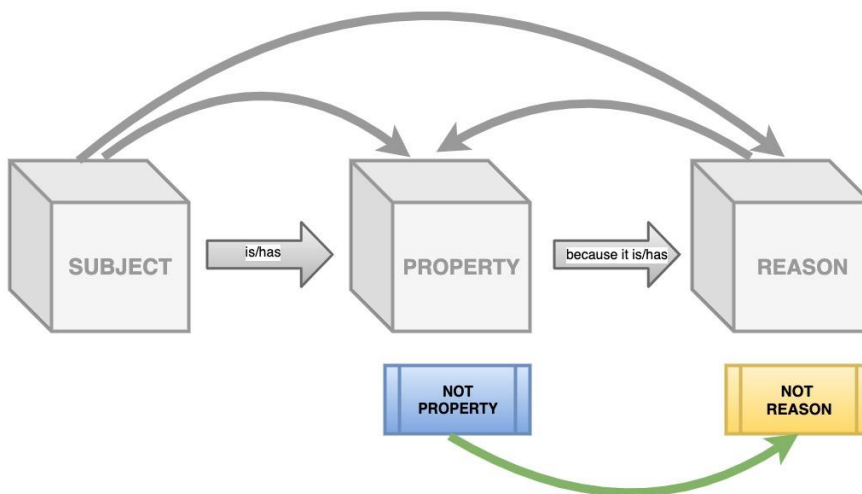 SUBJECT
is/has
PROPERTY
because it is/has
REASON
NOT
PROPERTY
NOT
REASON